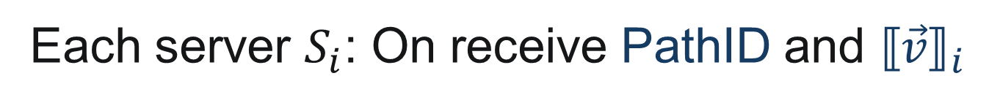 Each server 𝑆ᵢ: On receive PathID and ⟦𝑣⃗⟧ᵢ